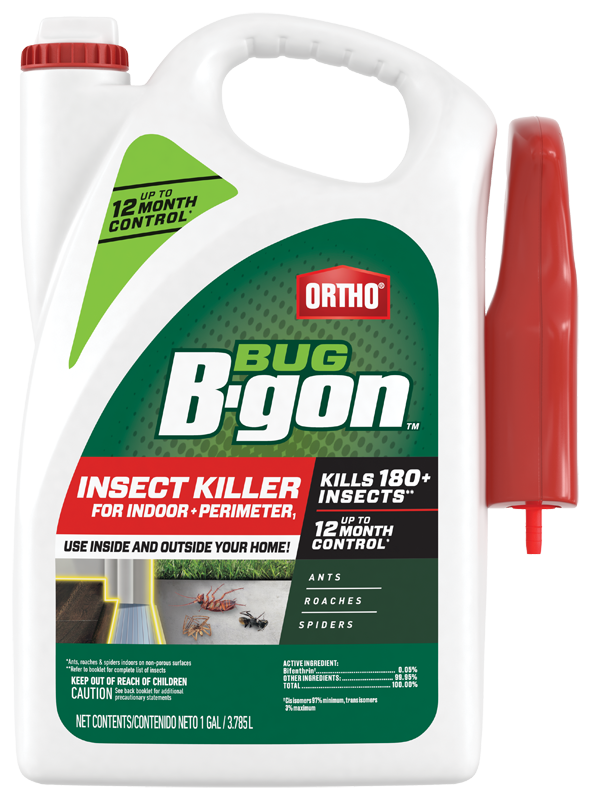 UP TO
12 MONTH
CONTROL*
ORTHO®
BUG
B-gon™
INSECT KILLER
FOR INDOOR + PERIMETER1
KILLS 180+
INSECTS**
UP TO
12 MONTH
CONTROL*
USE INSIDE AND OUTSIDE YOUR HOME!
ANTS
ROACHES
SPIDERS
*Ants, roaches & spiders indoors on non-porous surfaces
**Refer to booklet for complete list of insects
KEEP OUT OF REACH OF CHILDREN
CAUTION See back booklet for additional
precautionary statements
NET CONTENTS/CONTENIDO NETO 1 GAL / 3.785 L
ACTIVE INGREDIENT:
Bifenthrin†..........0.05%
OTHER INGREDIENTS:..........99.95%
TOTAL..........100.00%
†Cis isomers 97% minimum, trans isomers
3% maximum